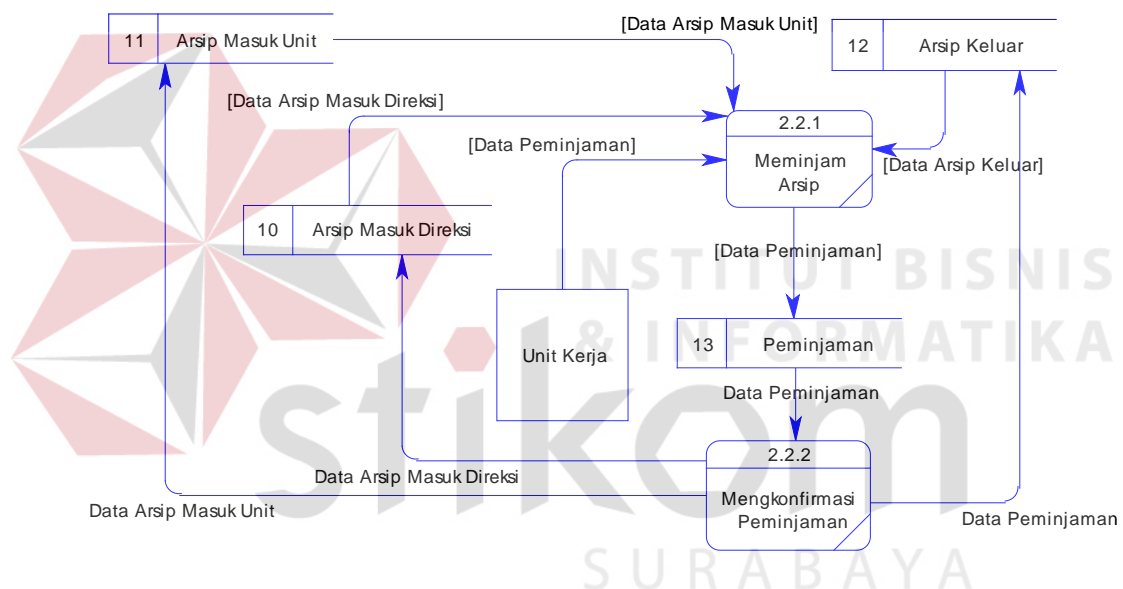 [Data Arsip Masuk Unit]
11 Arsip Masuk Unit
12 Arsip Keluar
[Data Arsip Masuk Direksi]
2.2.1
[Data Peminjaman]
Meminjam
Arsip
[Data Arsip Keluar]
10 Arsip Masuk Direksi
[Data Peminjaman]
INSTITUT BISNIS
& INFORMATIKA
Unit Kerja
13 Peminjaman
stikom
Data Peminjaman
2.2.2
Data Arsip Masuk Direksi
Mengkonfirmasi
Peminjaman
Data Arsip Masuk Unit
Data Peminjaman
SURABAYA